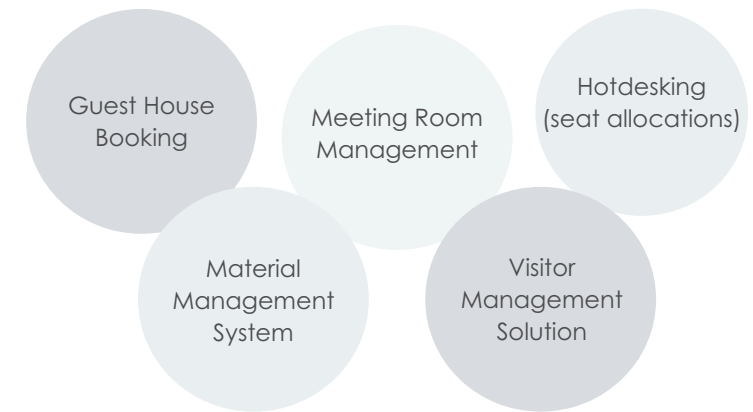 Guest House
Booking
Meeting Room
Management
Hotdesking
(seat allocations)
Material
Management
System
Visitor
Management
Solution